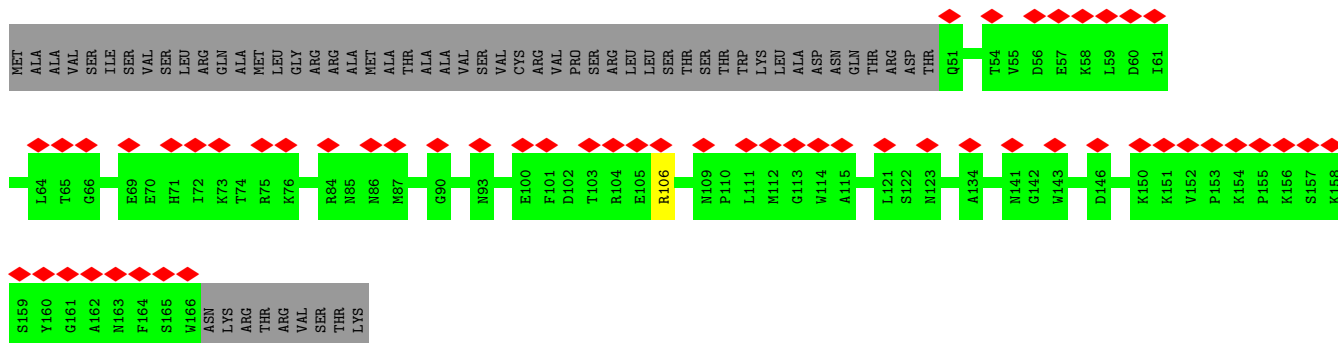 MET ALA ALA VAL SER ILE SER VAL SER LEU ARG GLN ALA MET LEU GLY ARG ARG ALA MET ALA THR ALA ALA VAL SER VAL CYS ARG VAL PRO SER ARG LEU LEU SER THR SER THR TRP LYS LEU ALA ASP ASN GLN THR ARG ASP THR Q51 T54 V55 D56 E57 K58 L59 D60 I61
L64 T65 G66 E69 E70 H71 I72 K73 T74 R75 K76 R84 N85 N86 M87 G90 N93 E100 F101 D102 T103 R104 E105 R106 N109 P110 L111 M112 G113 W114 A115 L121 S122 N123 A134 N141 G142 W143 D146 K150 K151 V152 P153 K154 P155 K156 S157 K158
S159 Y160 G161 A162 N163 F164 S165 W166 ASN LYS ARG THR ARG VAL SER THR LYS